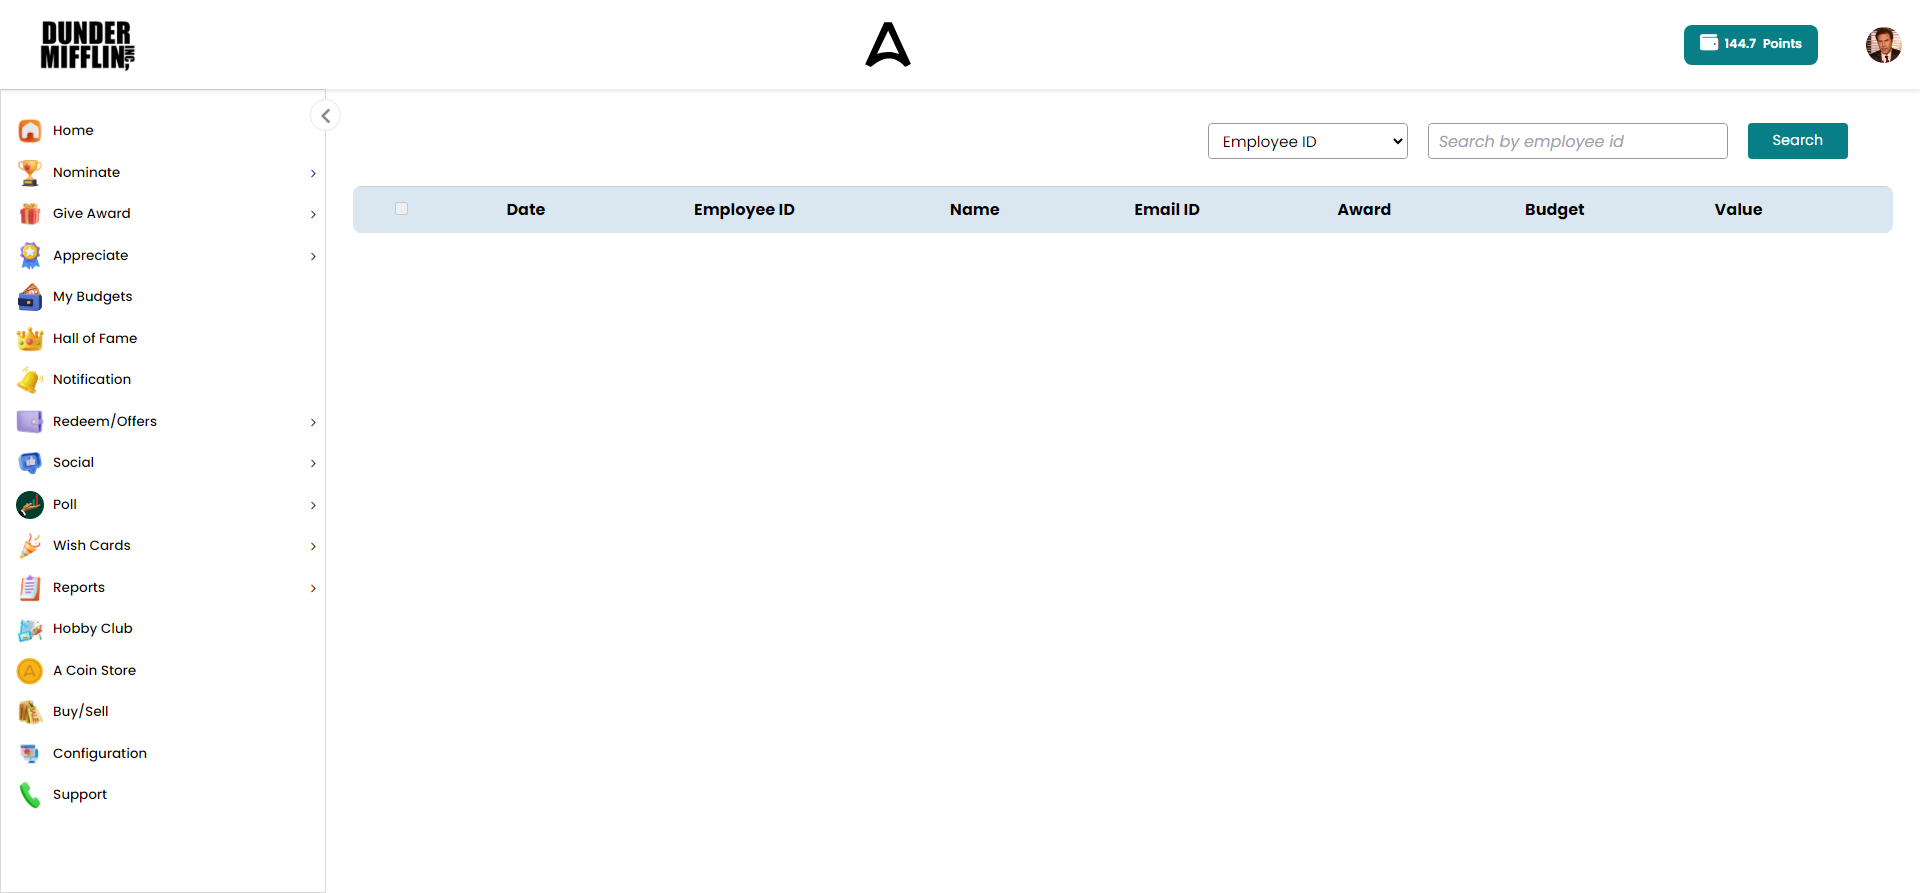 DUNDER
MIFFLIN INC,
144.7 Points
Home
Nominate
Give Award
Appreciate
My Budgets
Hall of Fame
Notification
Redeem/Offers
Social
Poll
Wish Cards
Reports
Hobby Club
A Coin Store
Buy/Sell
Configuration
Support
Employee ID
Search by employee id
Search
Date Employee ID Name Email ID Award Budget Value